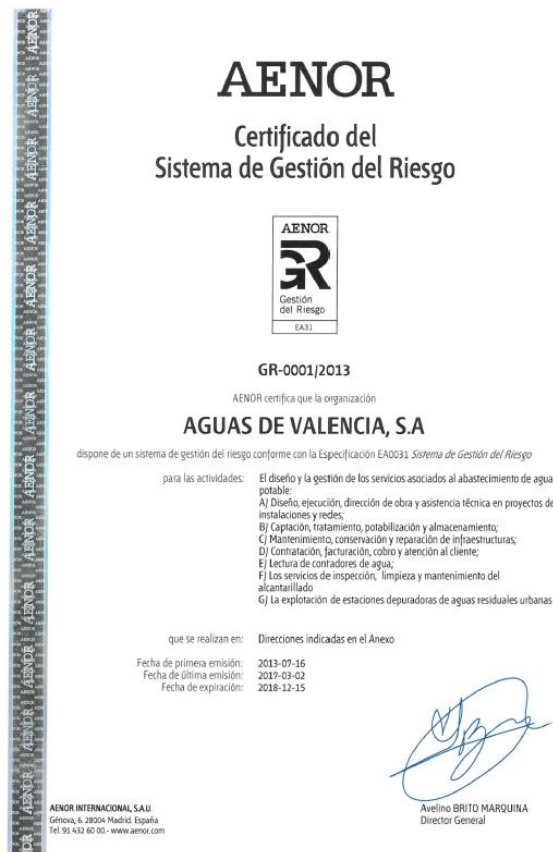 AENOR
Certificado del
Sistema de Gestión del Riesgo
AENOR
GR
Gestión
del Riesgo
EA31
GR-0001/2013
AENOR certifica que la organización
AGUAS DE VALENCIA, S.A
dispone de un sistema de gestión del riesgo conforme con la Especificación EA0031 Sistema de Gestión del Riesgo
para las actividades: El diseño y la gestión de los servicios asociados al abastecimiento de agua
potable:
A) Diseño, ejecución, dirección de obra y asistencia técnica en proyectos de
instalaciones y redes;
B) Captación, tratamiento, potabilización y almacenamiento;
C) Mantenimiento, conservación y reparación de infraestructuras;
D) Contratación, facturación, cobro y atención al cliente;
E) Lectura de contadores de agua;
F) Los servicios de inspección, limpieza y mantenimiento del
alcantarillado
G) La explotación de estaciones depuradoras de aguas residuales urbanas
que se realizan en: Direcciones indicadas en el Anexo
Fecha de primera emisión: 2013-07-16
Fecha de última emisión: 2017-03-02
Fecha de expiración: 2018-12-15
Avelino BRITO MARQUINA
Director General
AENOR INTERNACIONAL, S.A.U.
Génova, 6. 28004 Madrid. España
Tel. 91 432 60 00.- www.aenor.com